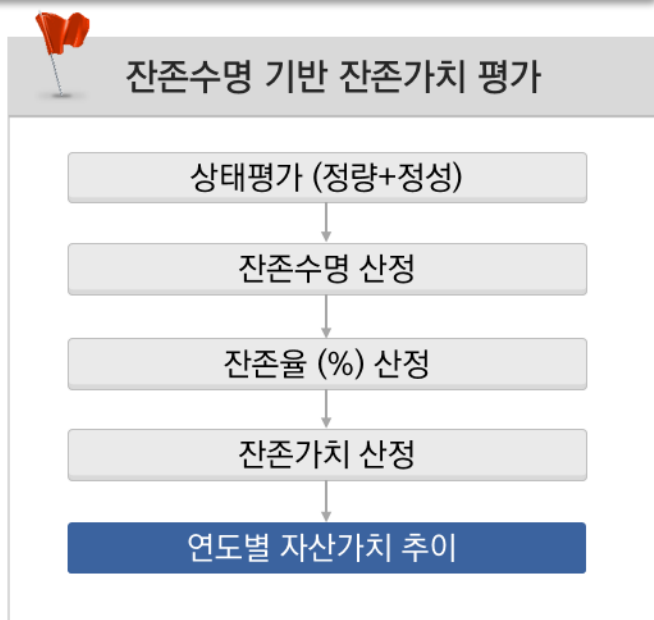 잔존수명 기반 잔존가치 평가
상태평가 (정량+정성)
잔존수명 산정
잔존율 (%) 산정
잔존가치 산정
연도별 자산가치 추이